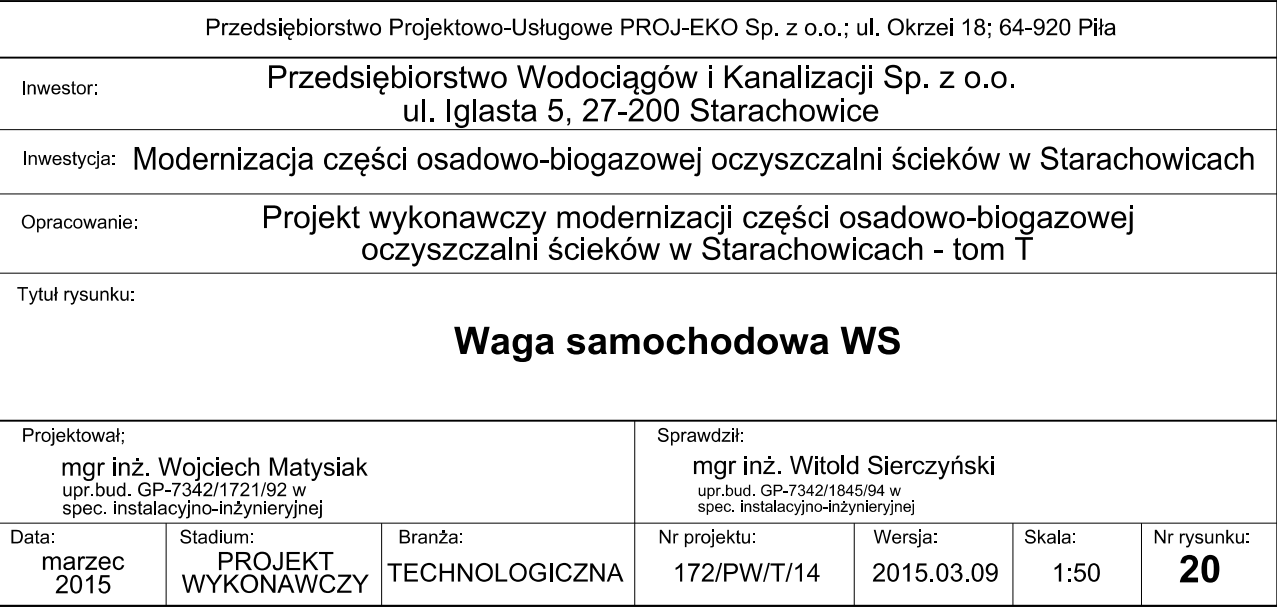 Przedsiębiorstwo Projektowo-Usługowe PROJ-EKO Sp. z o.o.; ul. Okrzei 18; 64-920 Piła
Inwestor:
Przedsiębiorstwo Wodociągów i Kanalizacji Sp. z o.o.
ul. Iglasta 5, 27-200 Starachowice
Inwestycja: Modernizacja części osadowo-biogazowej oczyszczalni ścieków w Starachowicach
Opracowanie:
Projekt wykonawczy modernizacji części osadowo-biogazowej
oczyszczalni ścieków w Starachowicach - tom T
Tytuł rysunku:
Waga samochodowa WS
Projektował;
mgr inż. Wojciech Matysiak
upr.bud. GP-7342/1721/92 w
spec. instalacyjno-inżynieryjnej
Sprawdził:
mgr inż. Witold Sierczyński
upr.bud. GP-7342/1845/94 w
spec. instalacyjno-inżynieryjnej
Data:
marzec
2015
Stadium:
PROJEKT
WYKONAWCZY
Branża:
TECHNOLOGICZNA
Nr projektu:
172/PW/T/14
Wersja:
2015.03.09
Skala:
1:50
Nr rysunku:
20